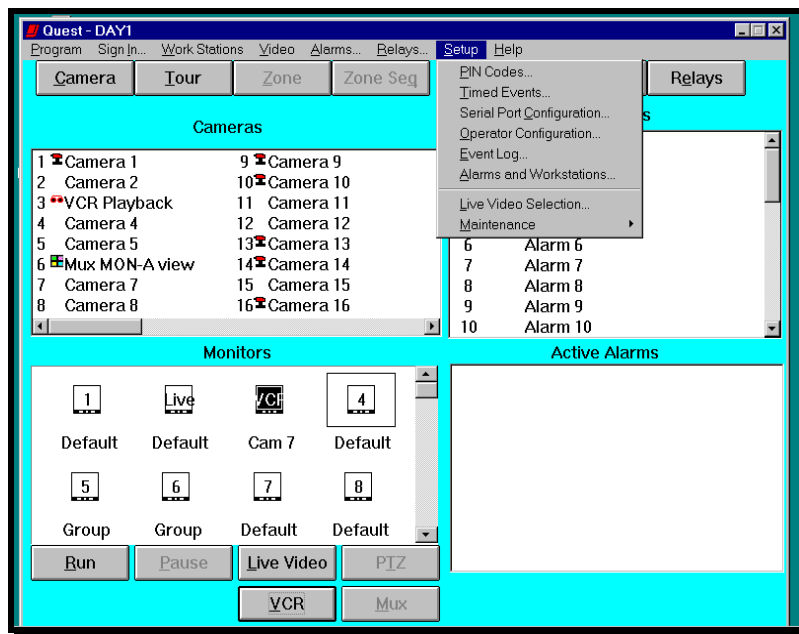 Quest - DAY1
Program Sign In... Work Stations Video Alarms... Relays... Setup Help
Camera Tour Zone Zone Seq Relays
PIN Codes...
Timed Events...
Serial Port Configuration...
Operator Configuration...
Event Log...
Alarms and Workstations...
Live Video Selection...
Maintenance
Cameras
1 Camera 1
2 Camera 2
3 VCR Playback
4 Camera 4
5 Camera 5
6 Mux MON-A view
7 Camera 7
8 Camera 8
9 Camera 9
10 Camera 10
11 Camera 11
12 Camera 12
13 Camera 13
14 Camera 14
15 Camera 15
16 Camera 16
s
6 Alarm 6
7 Alarm 7
8 Alarm 8
9 Alarm 9
10 Alarm 10
Monitors
1 Live VCR 4
Default Default Cam 7 Default
5 6 7 8
Group Group Default Default
Active Alarms
Run Pause Live Video PTZ
VCR Mux